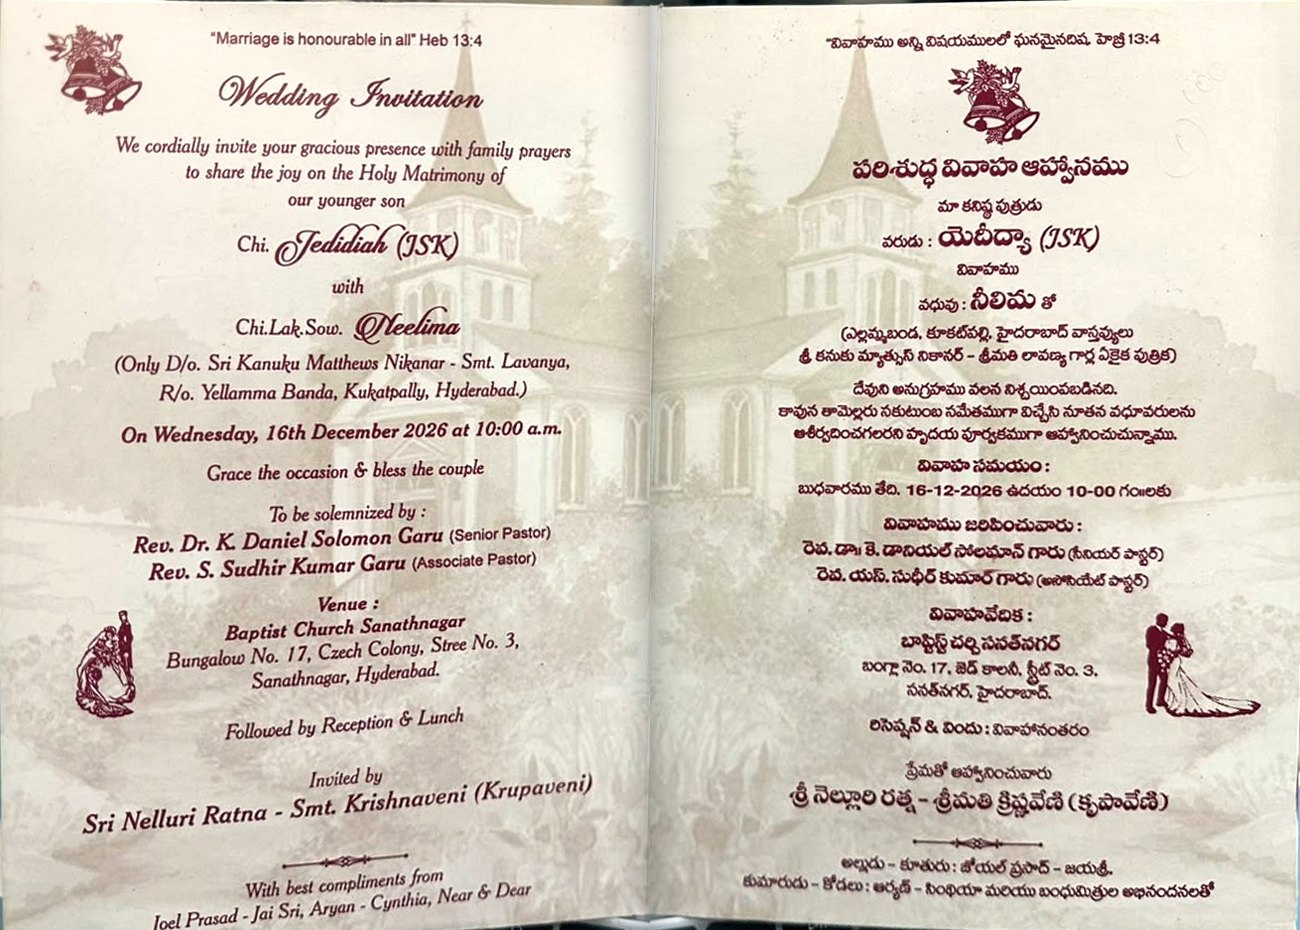 "Marriage is honourable in all" Heb 13:4
Wedding Invitation
We cordially invite your gracious presence with family prayers
to share the joy on the Holy Matrimony of
our younger son
Chi. Jedidiah (JSK)
with
Chi.Lak.Sow. Neelima
(Only D/o. Sri Kanuku Matthews Nikanar - Smt. Lavanya,
R/o. Yellamma Banda, Kukatpally, Hyderabad.)
On Wednesday, 16th December 2026 at 10:00 a.m.
Grace the occasion & bless the couple
To be solemnized by :
Rev. Dr. K. Daniel Solomon Garu (Senior Pastor)
Rev. S. Sudhir Kumar Garu (Associate Pastor)
Venue :
Baptist Church Sanathnagar
Bungalow No. 17, Czech Colony, Stree No. 3,
Sanathnagar, Hyderabad.
Followed by Reception & Lunch
Invited by
Sri Nelluri Ratna - Smt. Krishnaveni (Krupaveni)
With best compliments from
Joel Prasad - Jai Sri, Aryan - Cynthia, Near & Dear
"వివాహము అన్ని విషయములలో ఘనమైనదిష, హెబ్రీ 13:4
పరిశుద్ధ వివాహ ఆహ్వానము
మా కనిష్ఠ పుత్రుడు
వరుడు : యెదీద్యా (JSK)
వివాహము
వధువు : నీలిమ తో
(ఎల్లమ్మబండ, కూకట్‌పల్లి, హైదరాబాద్ వాస్తవ్యులు
శ్రీ కనుకు మ్యాత్యుస్ నికానర్ - శ్రీమతి లావణ్య గార్ల ఏకైక పుత్రిక)
దేవుని అనుగ్రహము వలన నిశ్చయింపబడినది.
కావున తామెల్లరు సకుటుంబ సమేతముగా విచ్చేసి నూతన వధూవరులను
ఆశీర్వదించగలరని హృదయ పూర్వకముగా ఆహ్వానించుచున్నాము.
వివాహ సమయం :
బుధవారము తేది. 16-12-2026 ఉదయం 10-00 గం॥లకు
వివాహము జరిపించువారు :
రెవ. డా॥ కె. డానియల్ సోలమాన్ గారు (సీనియర్ పాస్టర్)
రెవ. యస్. సుధీర్ కుమార్ గారు (అసోసియేట్ పాస్టర్)
వివాహవేదిక :
బాప్టిస్ట్ చర్చి సనత్‌నగర్
బంగ్లా నెం. 17, జెడ్ కాలనీ, స్ట్రీట్ నెం. 3,
సనత్‌నగర్, హైదరాబాద్.
రిసెప్షన్ & విందు : వివాహానంతరం
ప్రేమతో ఆహ్వానించువారు
శ్రీ నెల్లూరి రత్న - శ్రీమతి క్రిష్ణవేణి (కృపావేణి)
అల్లుడు - కూతురు : జోయల్ ప్రసాద్ - జయశ్రీ,
కుమారుడు - కోడలు : ఆర్యన్ - సింథియా మరియు బంధుమిత్రుల అభినందనలతో